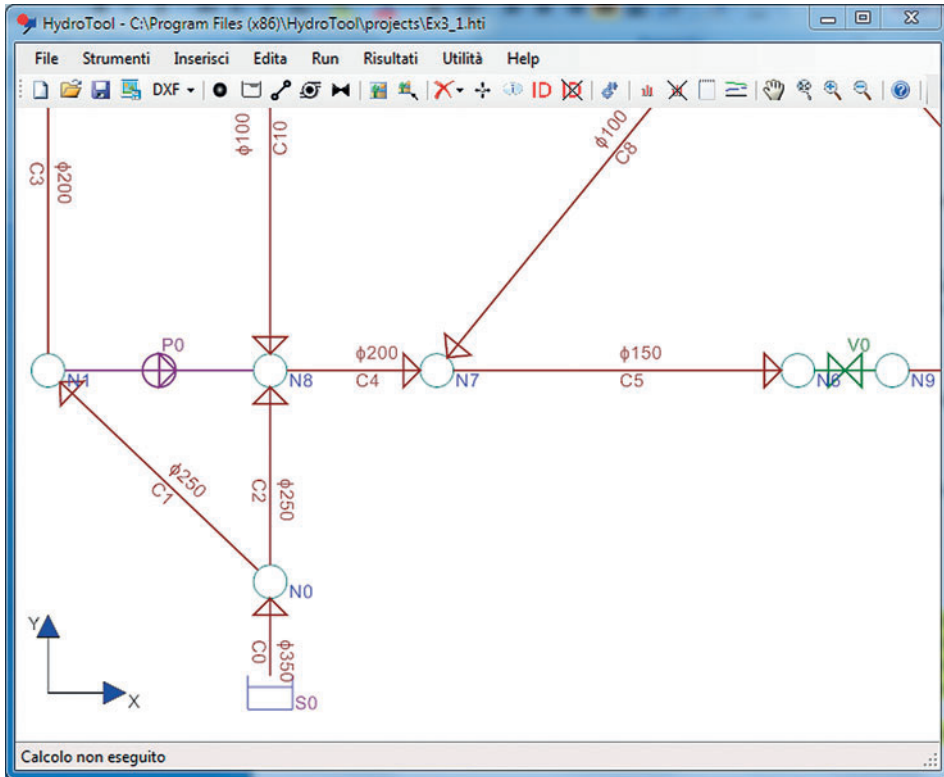 HydroTool - C:\Program Files (x86)\HydroTool\projects\Ex3_1.hti
File Strumenti Inserisci Edita Run Risultati Utilità Help
DXF ID
C3
ϕ200
ϕ100
C10
ϕ100
C8
P0
N1
N8
ϕ200
C4
N7
ϕ150
C5
N6
V0
N9
ϕ250
C1
C2
ϕ250
N0
C0
ϕ350
S0
Y
X
Calcolo non eseguito